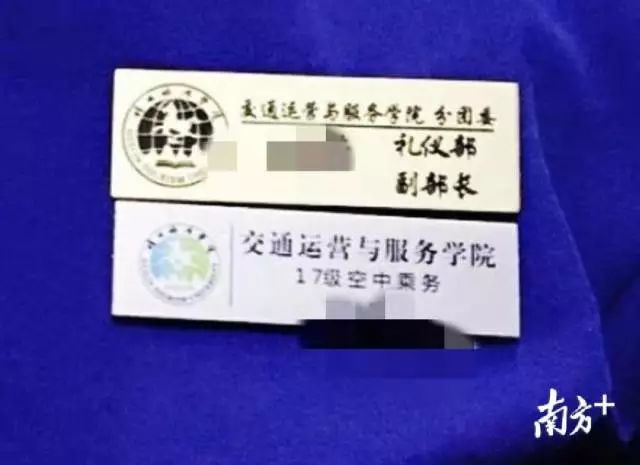 交通运营与服务学院 分团委
礼仪部
副部长
交通运营与服务学院
17级空中乘务
南方+